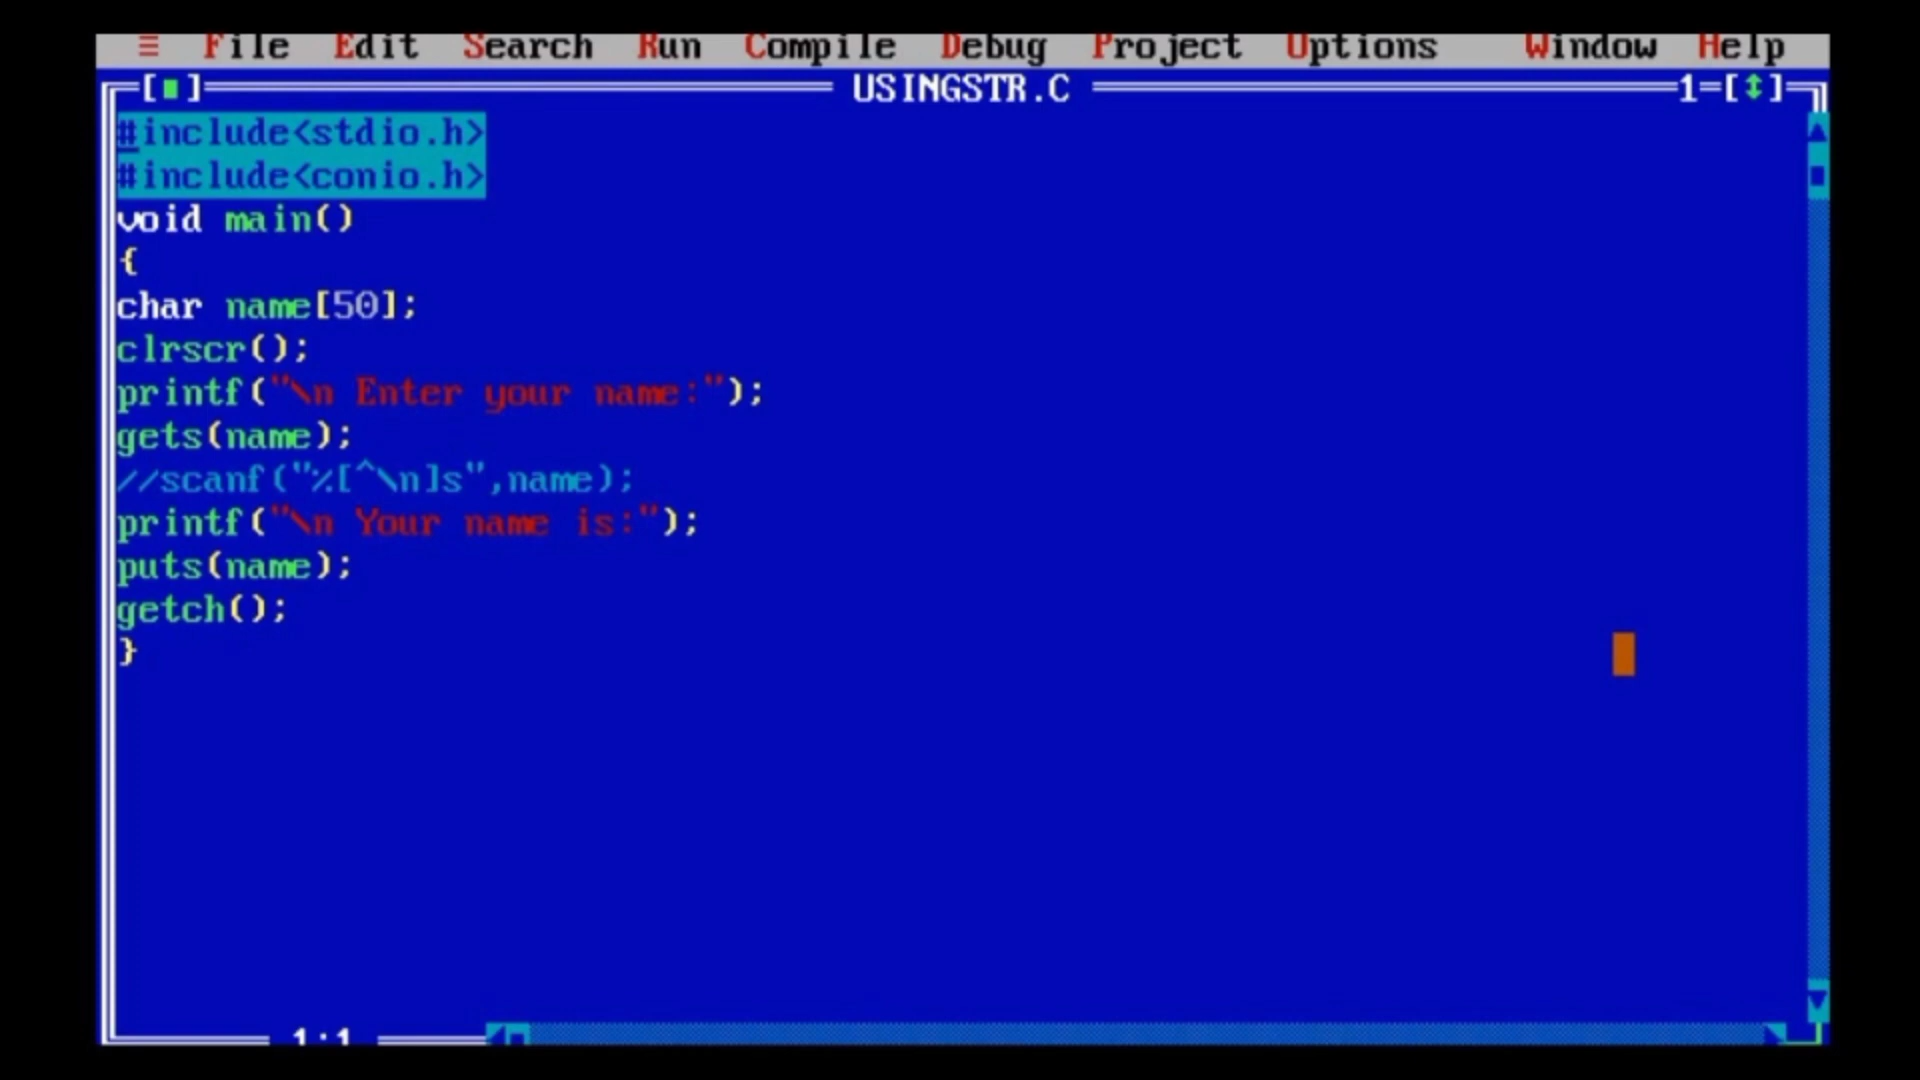 ≡ File Edit Search Run Compile Debug Project Options Window Help
[■] USINGSTR.C 1=[↕]
#include<stdio.h>
#include<conio.h>
void main()
{
char name[50];
clrscr();
printf("\n Enter your name:");
gets(name);
//scanf("%[^\n]s",name);
printf("\n Your name is:");
puts(name);
getch();
}
1:1